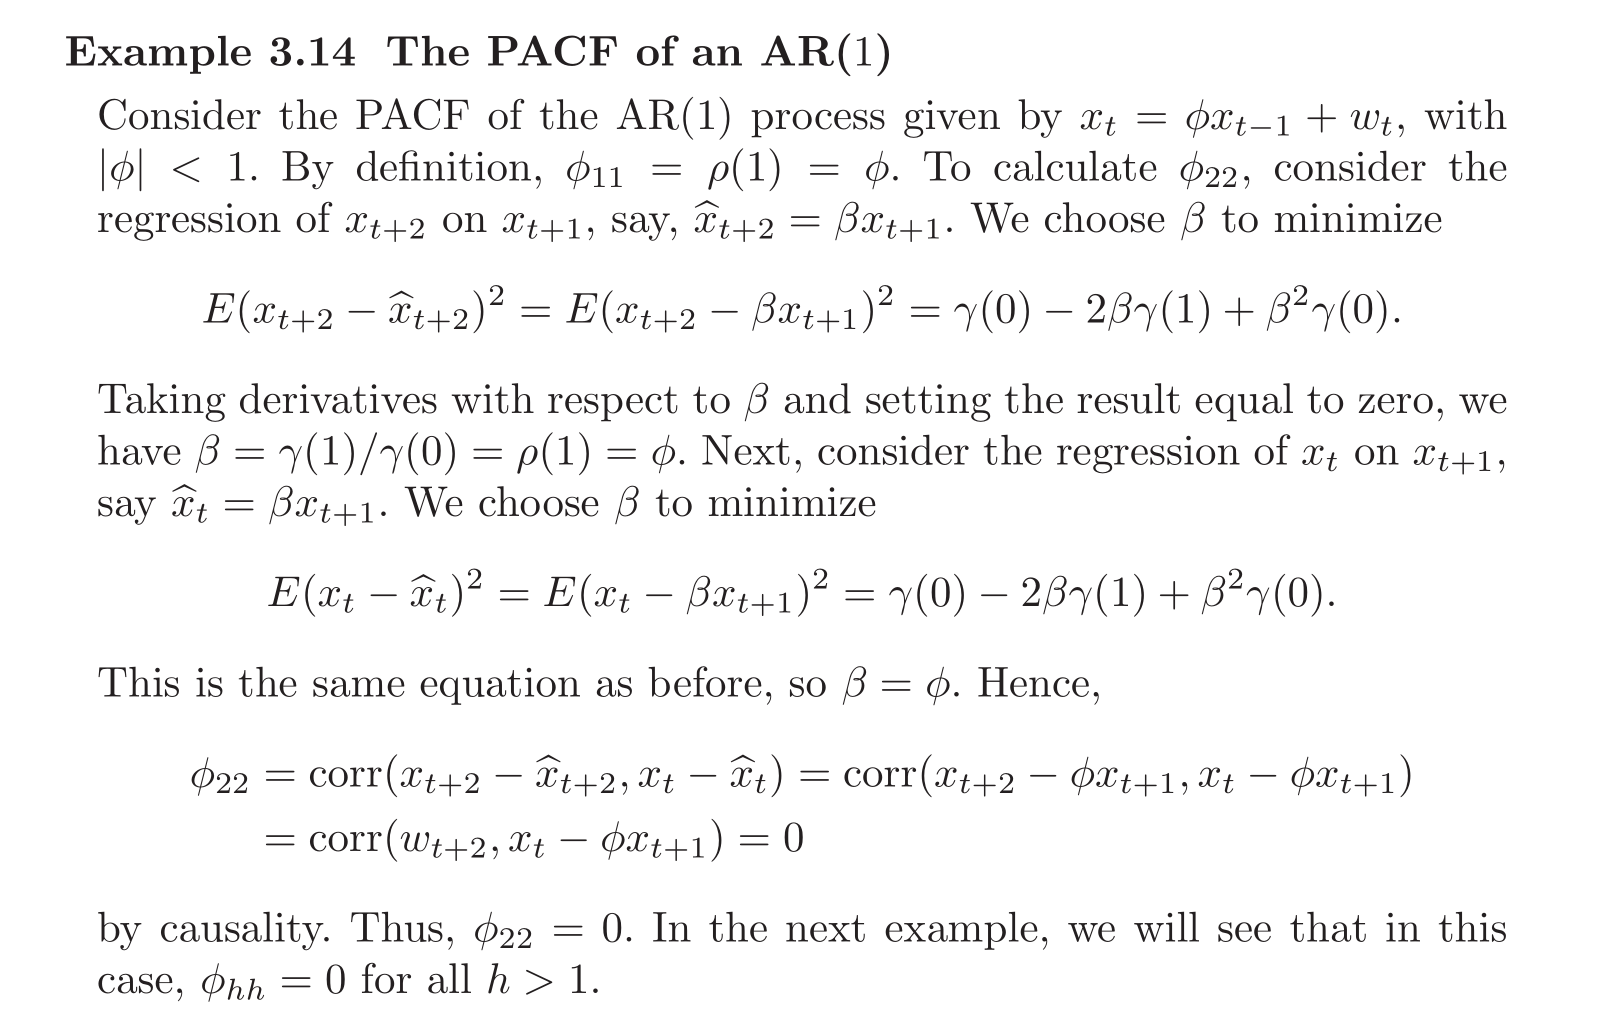 Example 3.14 The PACF of an AR(1)
Consider the PACF of the AR(1) process given by $x_t = \phi x_{t-1} + w_t$, with
$|\phi| < 1$. By definition, $\phi_{11} = \rho(1) = \phi$. To calculate $\phi_{22}$, consider the
regression of $x_{t+2}$ on $x_{t+1}$, say, $\widehat{x}_{t+2} = \beta x_{t+1}$. We choose $\beta$ to minimize
$E(x_{t+2} - \widehat{x}_{t+2})^2 = E(x_{t+2} - \beta x_{t+1})^2 = \gamma(0) - 2\beta\gamma(1) + \beta^2\gamma(0).$
Taking derivatives with respect to $\beta$ and setting the result equal to zero, we
have $\beta = \gamma(1)/\gamma(0) = \rho(1) = \phi$. Next, consider the regression of $x_t$ on $x_{t+1}$,
say $\widehat{x}_t = \beta x_{t+1}$. We choose $\beta$ to minimize
$E(x_t - \widehat{x}_t)^2 = E(x_t - \beta x_{t+1})^2 = \gamma(0) - 2\beta\gamma(1) + \beta^2\gamma(0).$
This is the same equation as before, so $\beta = \phi$. Hence,
$\phi_{22} = \text{corr}(x_{t+2} - \widehat{x}_{t+2}, x_t - \widehat{x}_t) = \text{corr}(x_{t+2} - \phi x_{t+1}, x_t - \phi x_{t+1})$
$= \text{corr}(w_{t+2}, x_t - \phi x_{t+1}) = 0$
by causality. Thus, $\phi_{22} = 0$. In the next example, we will see that in this
case, $\phi_{hh} = 0$ for all $h > 1$.